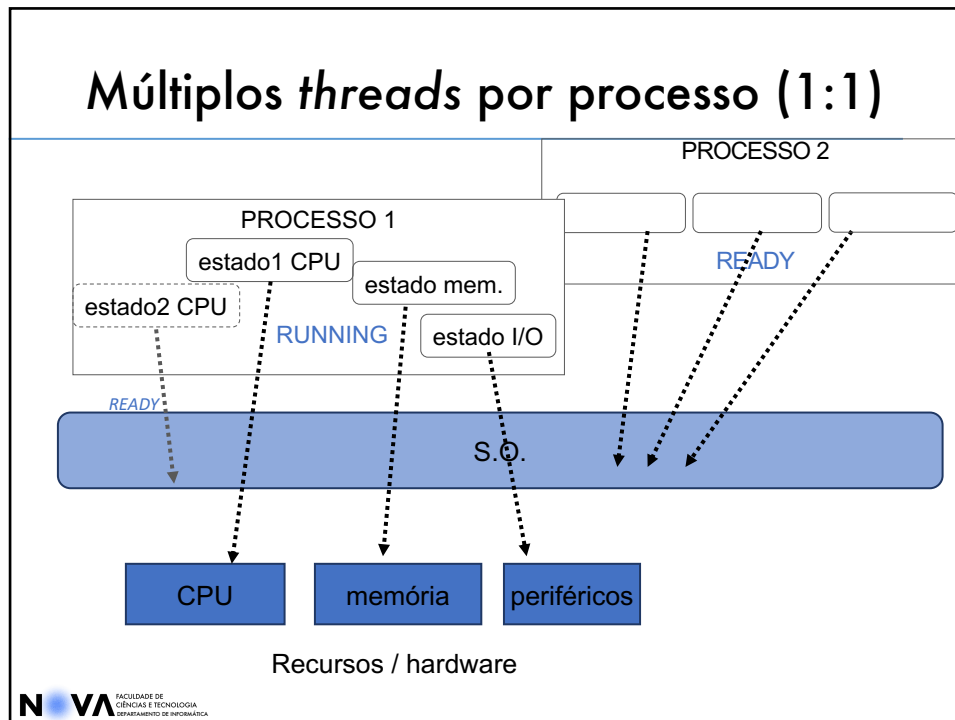 Múltiplos threads por processo (1:1)
PROCESSO 2
READY
PROCESSO 1
estado1 CPU
estado mem.
estado2 CPU
RUNNING
estado I/O
READY
S.O.
CPU
memória
periféricos
Recursos / hardware
NOVA
FACULDADE DE
CIÊNCIAS E TECNOLOGIA
DEPARTAMENTO DE INFORMÁTICA